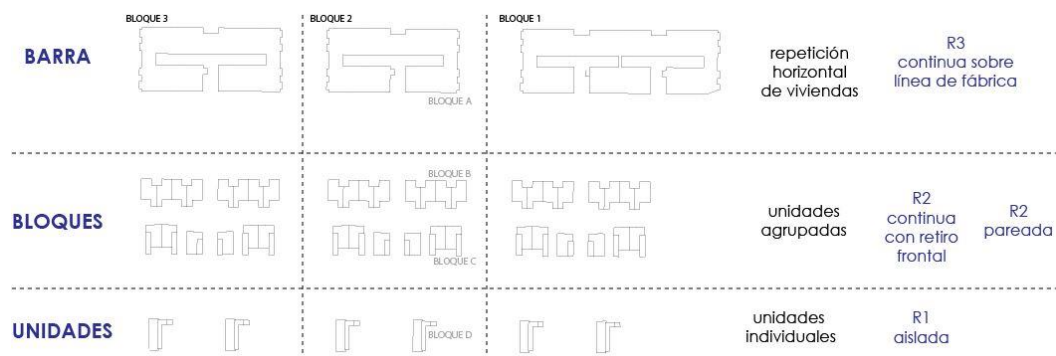 BLOQUE 3
BLOQUE 2
BLOQUE 1
BARRA
BLOQUE A
repetición
horizontal
de viviendas
R3
continua sobre
línea de fábrica
BLOQUE B
BLOQUES
BLOQUE C
unidades
agrupadas
R2
continua
con retiro
frontal
R2
pareada
UNIDADES
BLOQUE D
unidades
individuales
R1
aislada